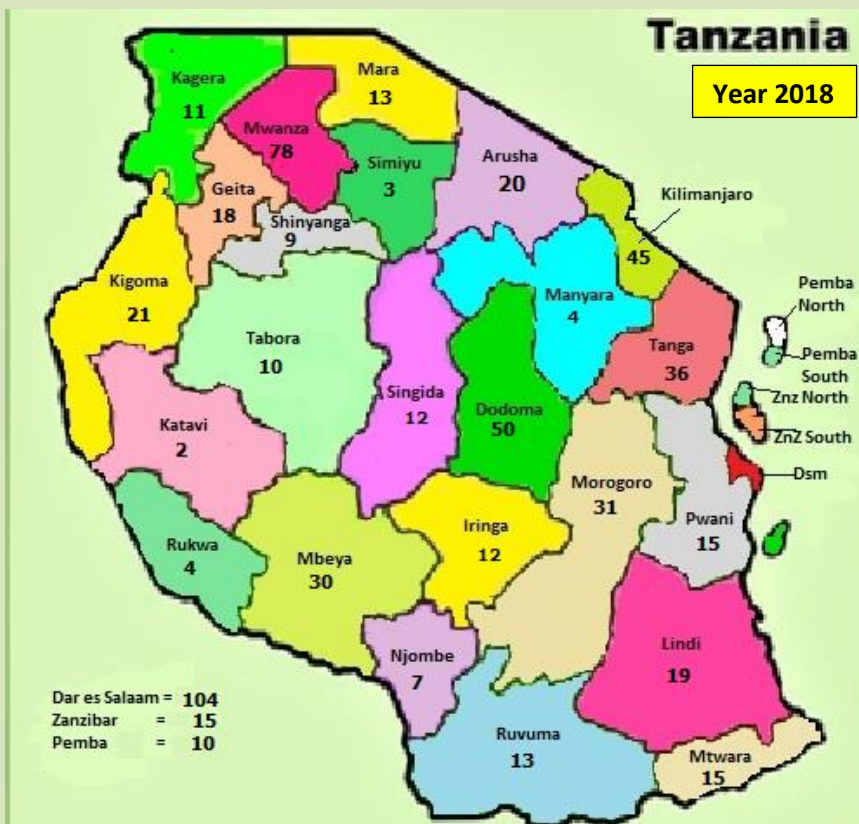 Tanzania
Year 2018
Kagera
11
Mara
13
Mwanza
78
Simiyu
3
Arusha
20
Kilimanjaro
45
Geita
18
Shinyanga
9
Kigoma
21
Tabora
10
Manyara
4
Pemba
North
Pemba
South
Tanga
36
Znz North
ZnZ South
Singida
12
Dodoma
50
Katavi
2
Dsm
Morogoro
31
Pwani
15
Iringa
12
Rukwa
4
Mbeya
30
Njombe
7
Lindi
19
Dar es Salaam = 104
Zanzibar = 15
Pemba = 10
Ruvuma
13
Mtwara
15